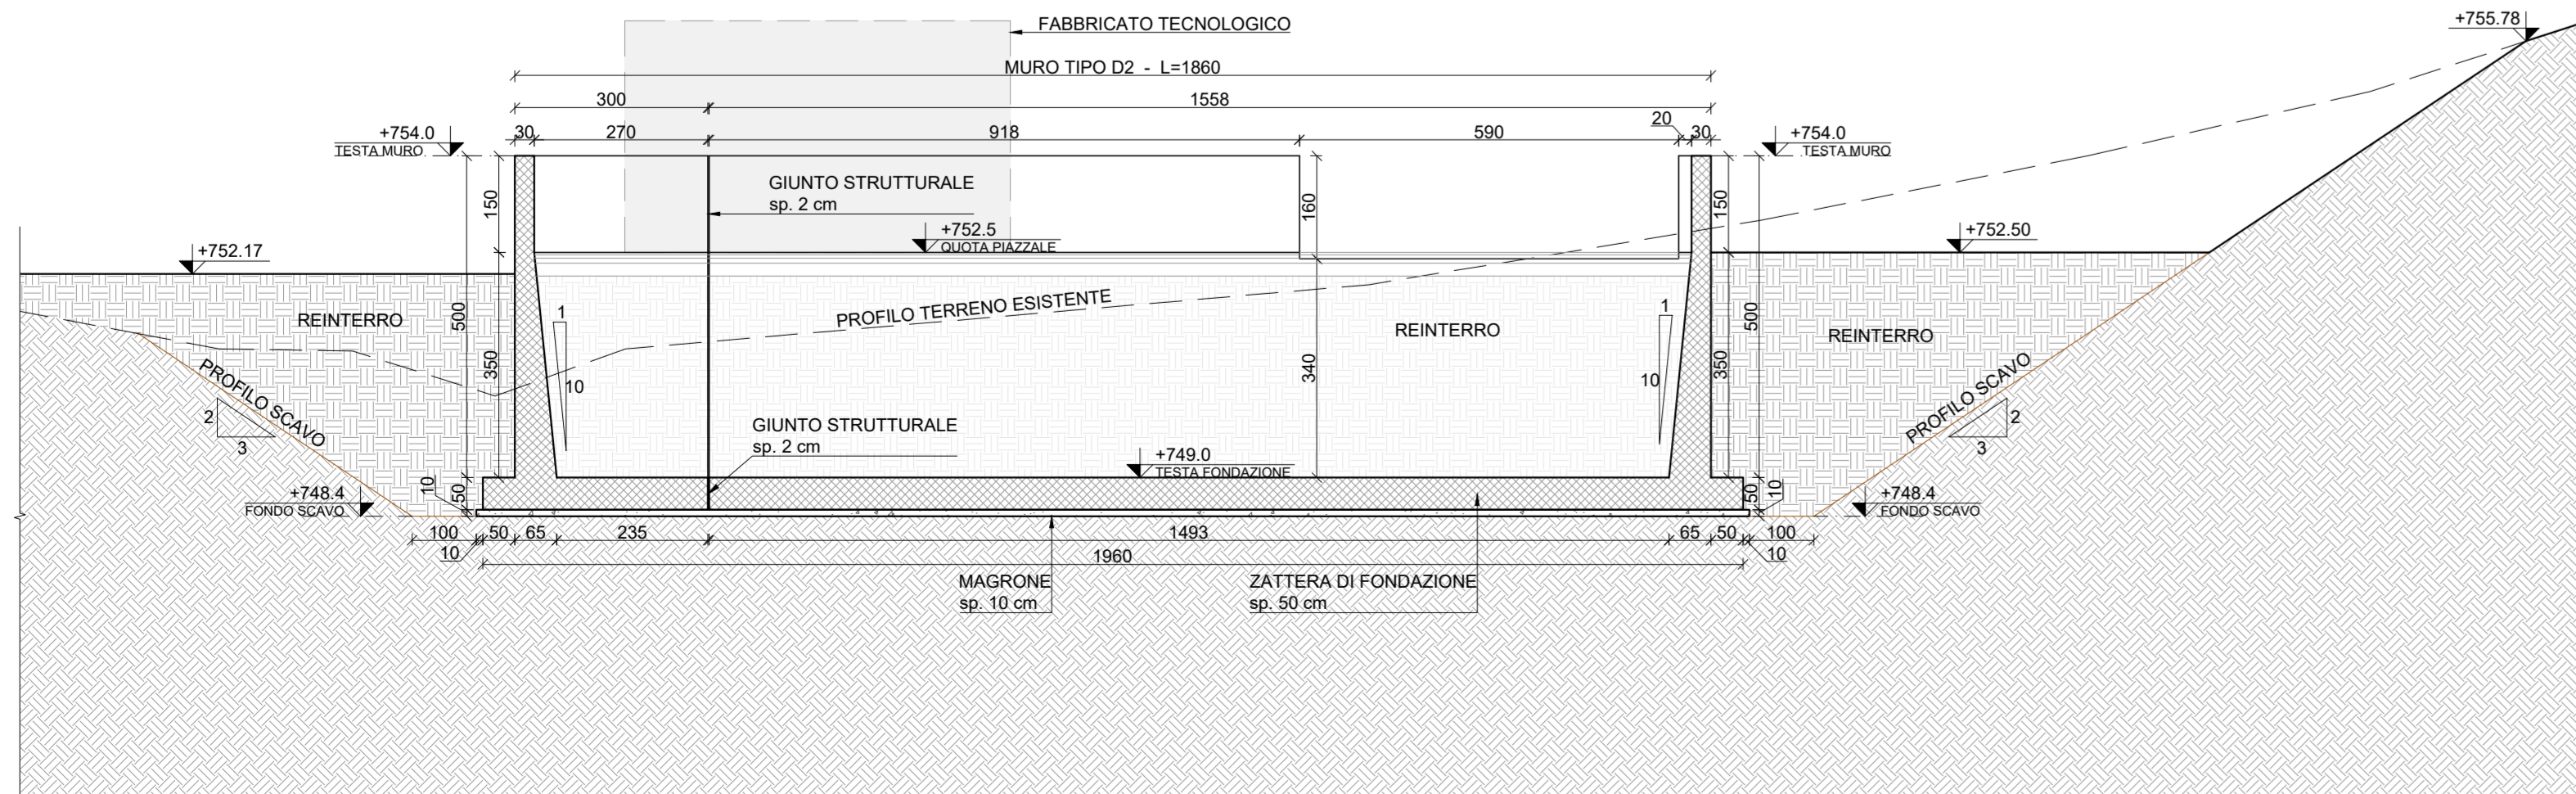 FABBRICATO TECNOLOGICO
+755.78
MURO TIPO D2 - L=1860
300
1558
30
270
918
590
20
30
+754.0
TESTA MURO
+754.0
TESTA MURO
150
GIUNTO STRUTTURALE
sp. 2 cm
160
150
+752.17
+752.5
QUOTA PIAZZALE
+752.50
REINTERRO
500
350
1
10
PROFILO TERRENO ESISTENTE
340
REINTERRO
1
10
500
350
REINTERRO
PROFILO SCAVO
2
3
PROFILO SCAVO
2
3
GIUNTO STRUTTURALE
sp. 2 cm
+749.0
TESTA FONDAZIONE
+748.4
FONDO SCAVO
10
50
50
10
+748.4
FONDO SCAVO
100
10
50
65
235
1493
65
50
10
100
1960
MAGRONE
sp. 10 cm
ZATTERA DI FONDAZIONE
sp. 50 cm